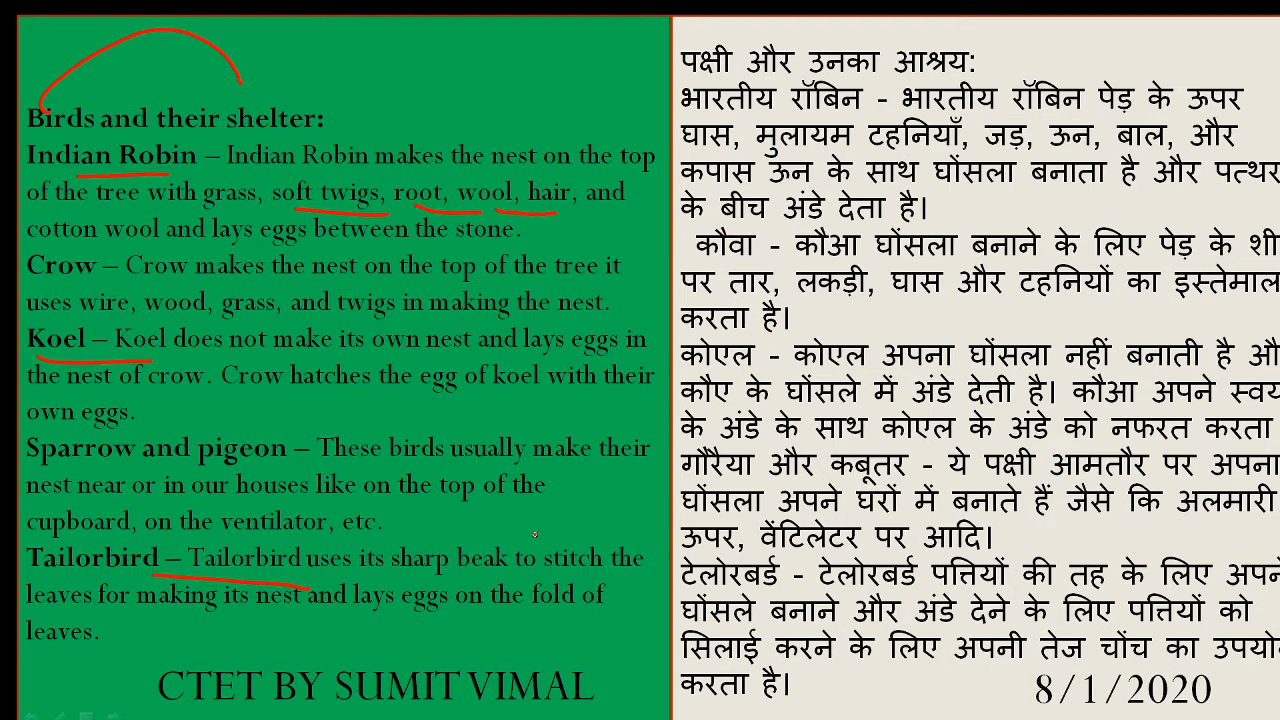 Birds and their shelter:
Indian Robin – Indian Robin makes the nest on the top
of the tree with grass, soft twigs, root, wool, hair, and
cotton wool and lays eggs between the stone.
Crow – Crow makes the nest on the top of the tree it
uses wire, wood, grass, and twigs in making the nest.
Koel – Koel does not make its own nest and lays eggs in
the nest of crow. Crow hatches the egg of koel with their
own eggs.
Sparrow and pigeon – These birds usually make their
nest near or in our houses like on the top of the
cupboard, on the ventilator, etc.
Tailorbird – Tailorbird uses its sharp beak to stitch the
leaves for making its nest and lays eggs on the fold of
leaves.
CTET BY SUMIT VIMAL
पक्षी और उनका आश्रय:
भारतीय रॉबिन - भारतीय रॉबिन पेड़ के ऊपर
घास, मुलायम टहनियाँ, जड़, ऊन, बाल, और
कपास ऊन के साथ घोंसला बनाता है और पत्थर
के बीच अंडे देता है।
कौवा - कौआ घोंसला बनाने के लिए पेड़ के
पर तार, लकड़ी, घास और टहनियों का इस्तेमाल
करता है।
कोएल - कोएल अपना घोंसला नहीं बनाती है
कौए के घोंसले में अंडे देती है। कौआ अपने
के अंडे के साथ कोएल के अंडे को नफरत करता
गौरैया और कबूतर - ये पक्षी आमतौर पर अपना
घोंसला अपने घरों में बनाते हैं जैसे कि अलमारी
ऊपर, वेंटिलेटर पर आदि।
टेलोरबर्ड - टेलोरबर्ड पत्तियों की तह के लिए
घोंसले बनाने और अंडे देने के लिए पत्तियों को
सिलाई करने के लिए अपनी तेज चोंच का
करता है।
8/1/2020